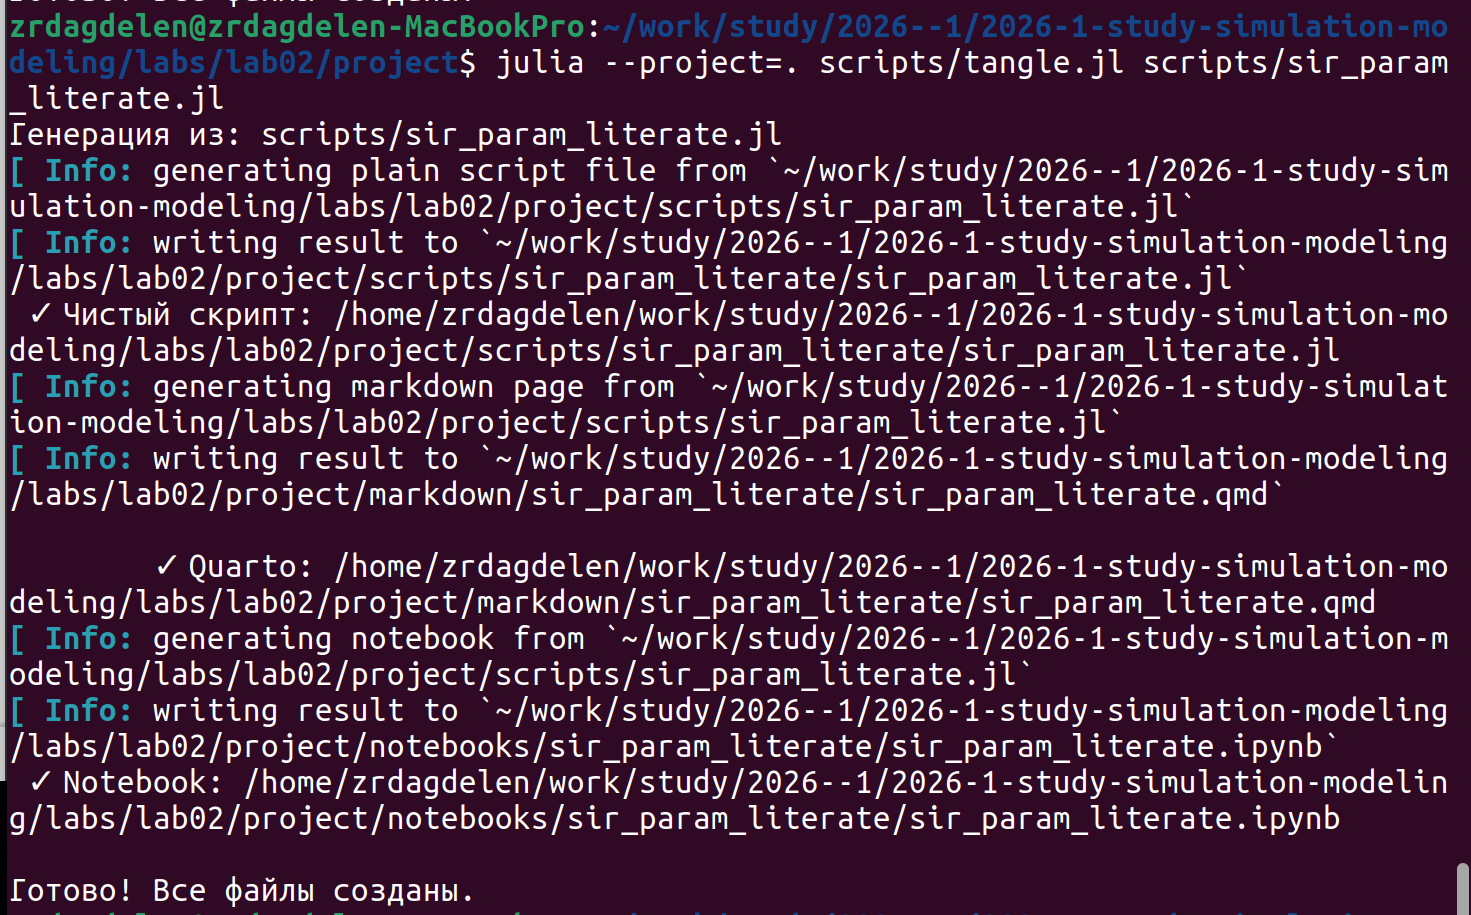 zrdagdelen@zrdagdelen-MacBookPro:~/work/study/2026--1/2026-1-study-simulation-mo
deling/labs/lab02/project$ julia --project=. scripts/tangle.jl scripts/sir_param
_literate.jl
Генерация из: scripts/sir_param_literate.jl
[ Info: generating plain script file from `~/work/study/2026--1/2026-1-study-sim
ulation-modeling/labs/lab02/project/scripts/sir_param_literate.jl`
[ Info: writing result to `~/work/study/2026--1/2026-1-study-simulation-modeling
/labs/lab02/project/scripts/sir_param_literate/sir_param_literate.jl`
✓ Чистый скрипт: /home/zrdagdelen/work/study/2026--1/2026-1-study-simulation-mo
deling/labs/lab02/project/scripts/sir_param_literate/sir_param_literate.jl
[ Info: generating markdown page from `~/work/study/2026--1/2026-1-study-simulat
ion-modeling/labs/lab02/project/scripts/sir_param_literate.jl`
[ Info: writing result to `~/work/study/2026--1/2026-1-study-simulation-modeling
/labs/lab02/project/markdown/sir_param_literate/sir_param_literate.qmd`
✓ Quarto: /home/zrdagdelen/work/study/2026--1/2026-1-study-simulation-mo
deling/labs/lab02/project/markdown/sir_param_literate/sir_param_literate.qmd
[ Info: generating notebook from `~/work/study/2026--1/2026-1-study-simulation-m
odeling/labs/lab02/project/scripts/sir_param_literate.jl`
[ Info: writing result to `~/work/study/2026--1/2026-1-study-simulation-modeling
/labs/lab02/project/notebooks/sir_param_literate/sir_param_literate.ipynb`
✓ Notebook: /home/zrdagdelen/work/study/2026--1/2026-1-study-simulation-modelin
g/labs/lab02/project/notebooks/sir_param_literate/sir_param_literate.ipynb
Готово! Все файлы созданы.